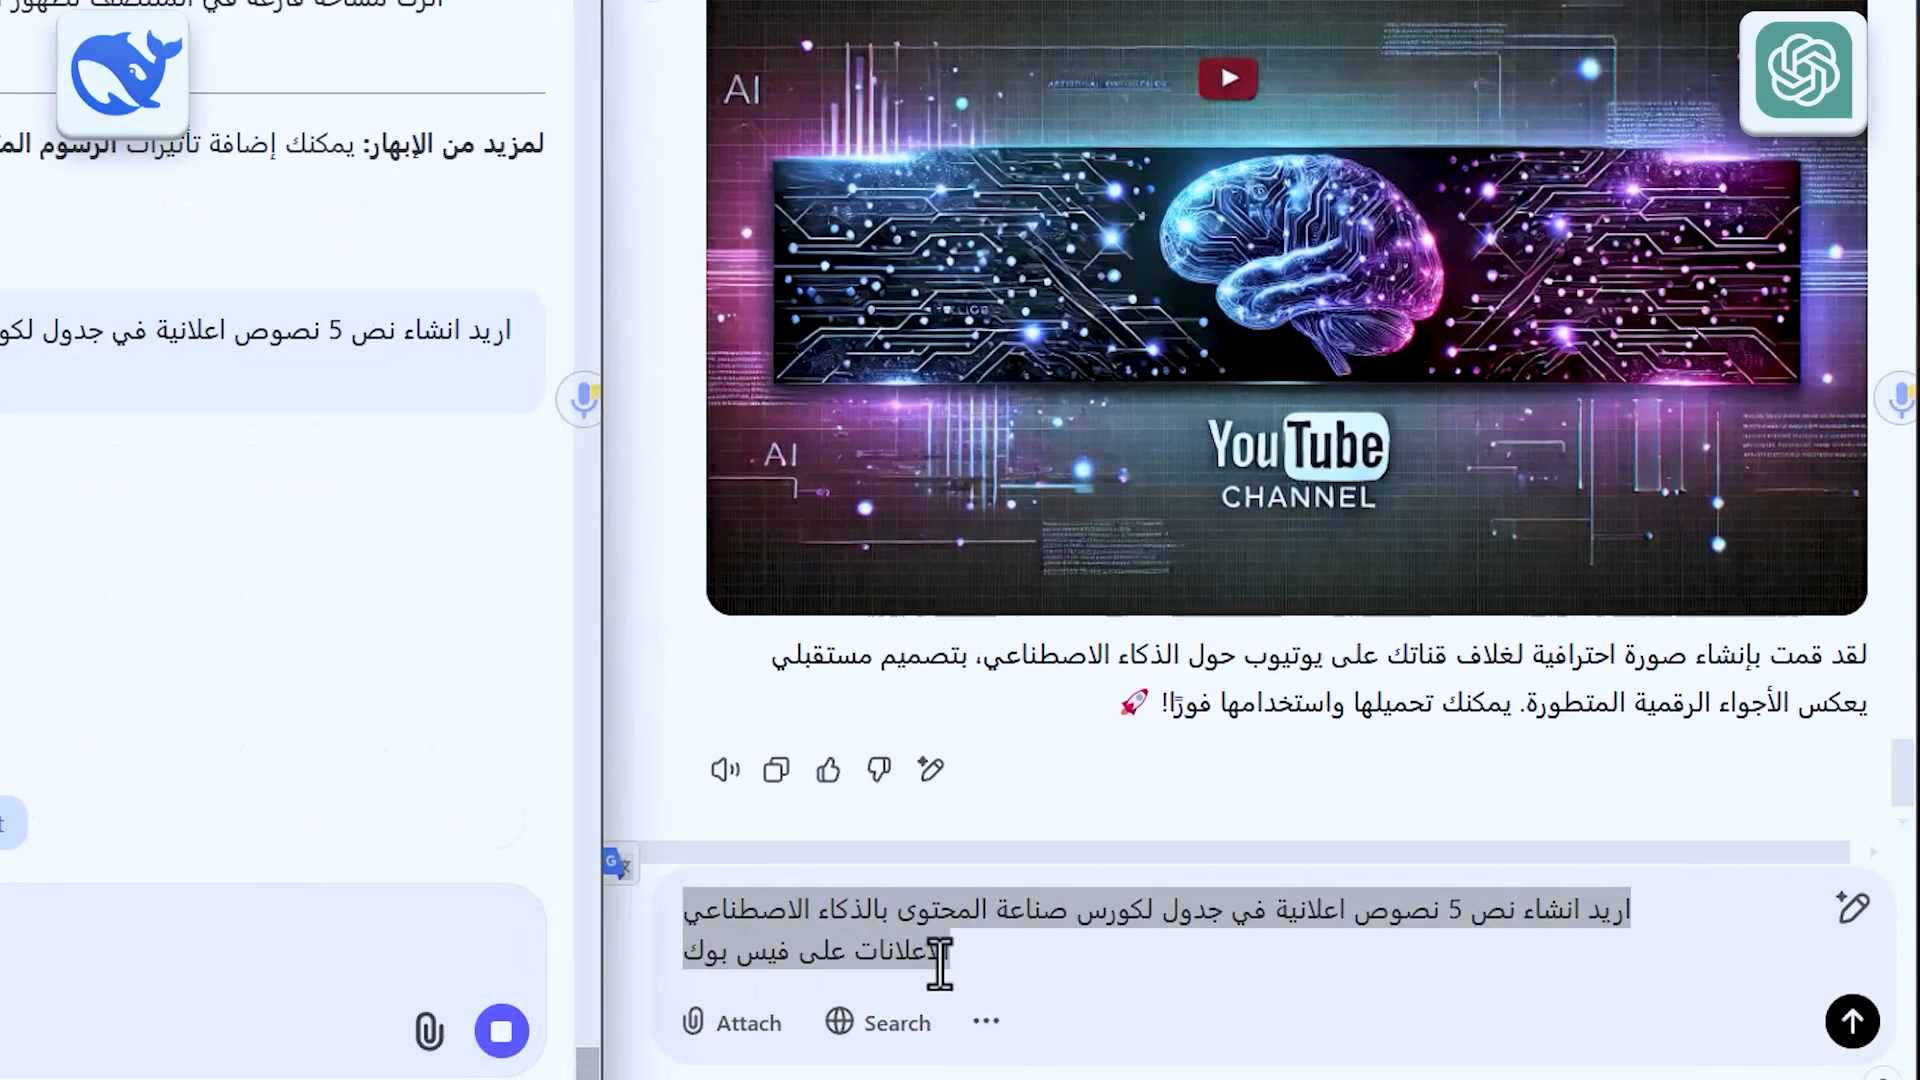 لمزيد من الإبهار: يمكنك إضافة تأثيرات الرسوم
اريد انشاء نص 5 نصوص اعلانية في جدول
AI
AI
YouTube
CHANNEL
لقد قمت بإنشاء صورة احترافية لغلاف قناتك على يوتيوب حول الذكاء الاصطناعي، بتصميم مستقبلي
يعكس الأجواء الرقمية المتطورة. يمكنك تحميلها واستخدامها فورًا! 🚀
اريد انشاء نص 5 نصوص اعلانية في جدول لكورس صناعة المحتوى بالذكاء الاصطناعي
الاعلانات على فيس بوك
Attach
Search